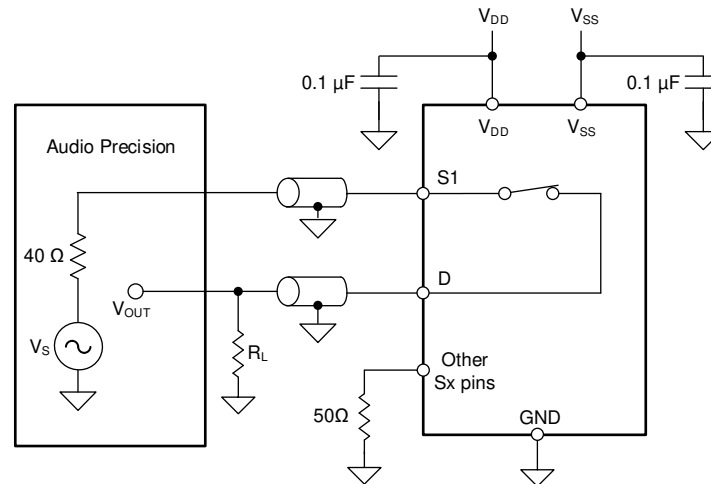 V_DD V_SS
0.1 µF 0.1 µF
V_DD V_SS
Audio Precision
S1
40 Ω
D
V_OUT
V_S
R_L
Other
Sx pins
50Ω
GND